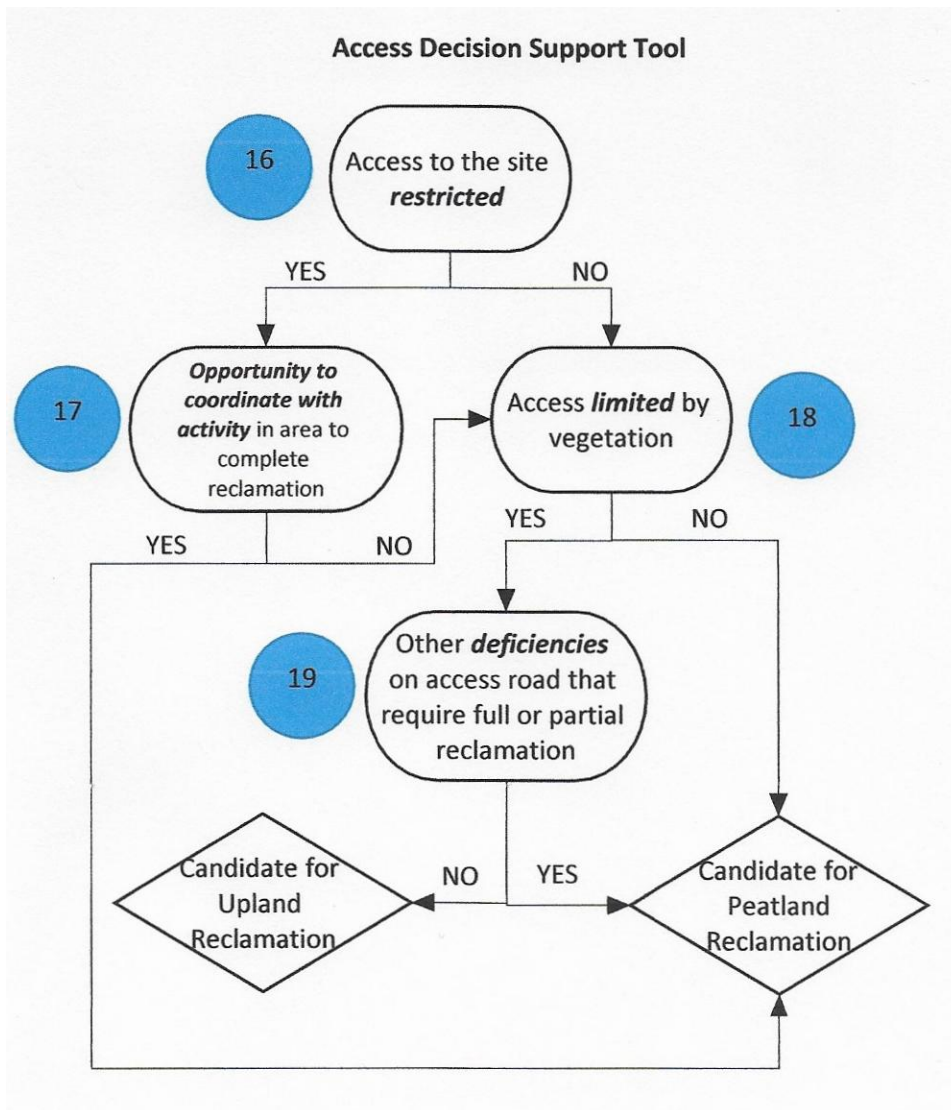 Access Decision Support Tool
16
Access to the site
restricted
YES
NO
17
Opportunity to
coordinate with
activity in area to
complete
reclamation
Access limited by
vegetation
18
YES
NO
YES
NO
19
Other deficiencies
on access road that
require full or partial
reclamation
NO
YES
Candidate for
Upland
Reclamation
Candidate for
Peatland
Reclamation